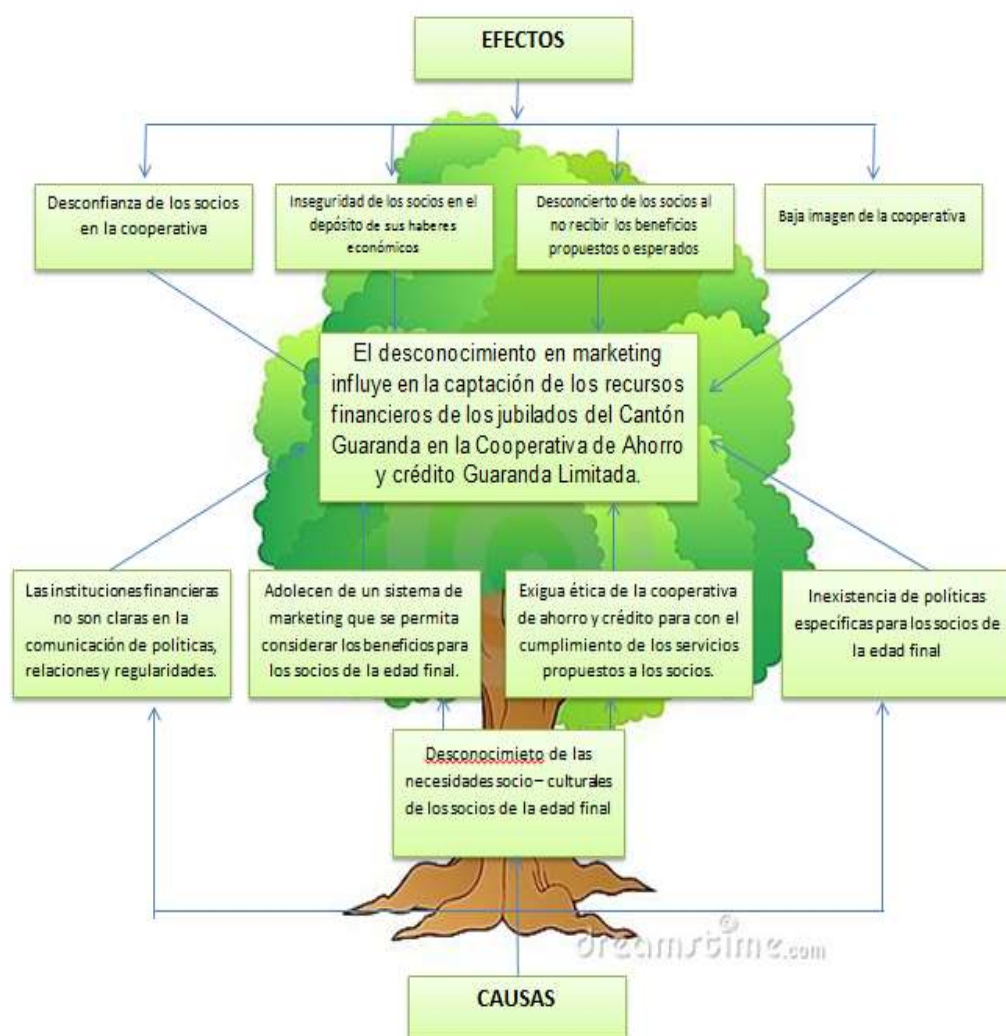 EFECTOS
Desconfianza de los socios
en la cooperativa
Inseguridad de los socios en el
depósito de sus haberes
económicos
Desconcierto de los socios al
no recibir los beneficios
propuestos o esperados
Baja imagen de la cooperativa
El desconocimiento en marketing
influye en la captación de los recursos
financieros de los jubilados del Cantón
Guaranda en la Cooperativa de Ahorro
y crédito Guaranda Limitada.
Las instituciones financieras
no son claras en la
comunicación de políticas,
relaciones y regularidades.
Adolecen de un sistema de
marketing que se permita
considerar los beneficios para
los socios de la edad final.
Exigua ética de la cooperativa
de ahorro y crédito para con el
cumplimiento de los servicios
propuestos a los socios.
Inexistencia de políticas
específicas para los socios de
la edad final
Desconocimieto de las
necesidades socio – culturales
de los socios de la edad final
dreamstime.com
CAUSAS